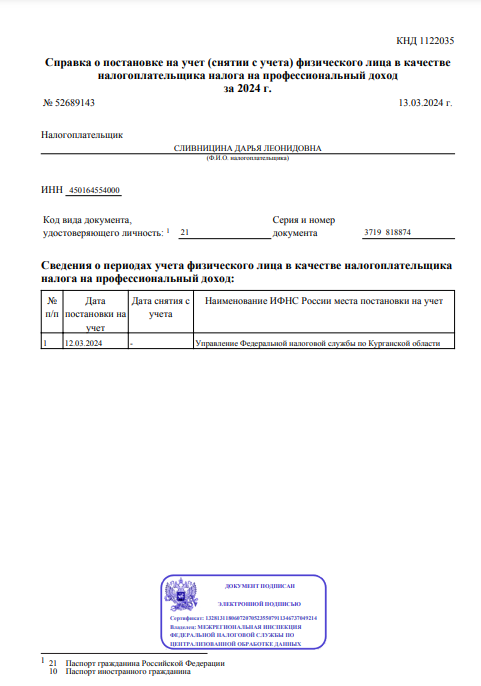 КНД 1122035
Справка о постановке на учет (снятии с учета) физического лица в качестве
налогоплательщика налога на профессиональный доход
за 2024 г.
№ 52689143 13.03.2024 г.
Налогоплательщик
СЛИВНИЦИНА ДАРЬЯ ЛЕОНИДОВНА
(Ф.И.О. налогоплательщика)
ИНН 450164554000
Код вида документа, Серия и номер
удостоверяющего личность: 1 21 документа 3719 818874
Сведения о периодах учета физического лица в качестве налогоплательщика
налога на профессиональный доход:
№ Дата Дата снятия с Наименование ИФНС России места постановки на учет
п/п постановки на учета
учет
1 12.03.2024 - Управление Федеральной налоговой службы по Курганской области
ДОКУМЕНТ ПОДПИСАН
ЭЛЕКТРОННОЙ ПОДПИСЬЮ
Сертификат:
Владелец: МЕЖРЕГИОНАЛЬНАЯ ИНСПЕКЦИЯ
ФЕДЕРАЛЬНОЙ НАЛОГОВОЙ СЛУЖБЫ ПО
ЦЕНТРАЛИЗОВАННОЙ ОБРАБОТКЕ ДАННЫХ
1 21 Паспорт гражданина Российской Федерации
10 Паспорт иностранного гражданина